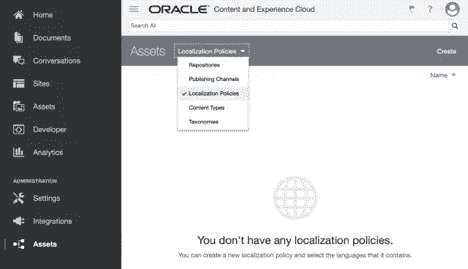 Home
Documents
Conversations
Sites
Assets
Developer
Analytics
ADMINISTRATION
Settings
Integrations
Assets
ORACLE Content and Experience Cloud
?
Search All
Assets Localization Policies Create
Repositories
Publishing Channels
Localization Policies
Content Types
Taxonomies
Name
You don't have any localization policies.
You can create a new localization policy and select the languages that it contains.